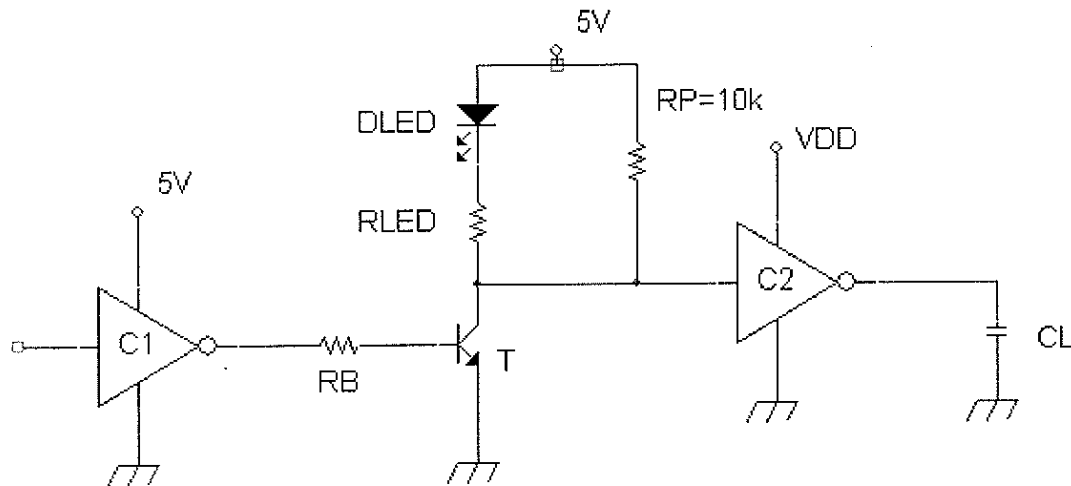 5V
RP=10k
DLED
VDD
5V
RLED
C2
C1
CL
T
RB